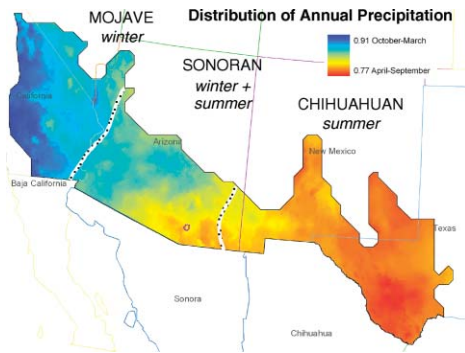 Distribution of Annual Precipitation
MOJAVE
winter
0.91 October-March
0.77 April-September
SONORAN
winter +
summer
CHIHUAHUAN
summer
California
Arizona
New Mexico
Baja California
Texas
Sonora
Chihuahua